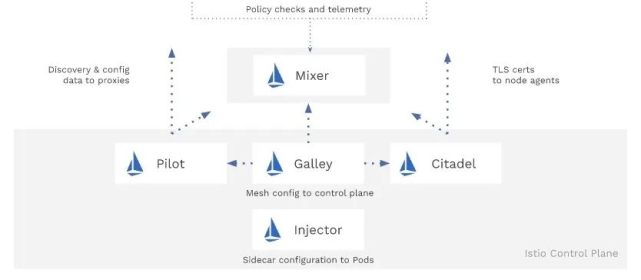 Policy checks and telemetry
Discovery & config
data to proxies
Mixer
TLS certs
to node agents
Pilot
Galley
Citadel
Mesh config to control plane
Injector
Sidecar configuration to Pods
Istio Control Plane